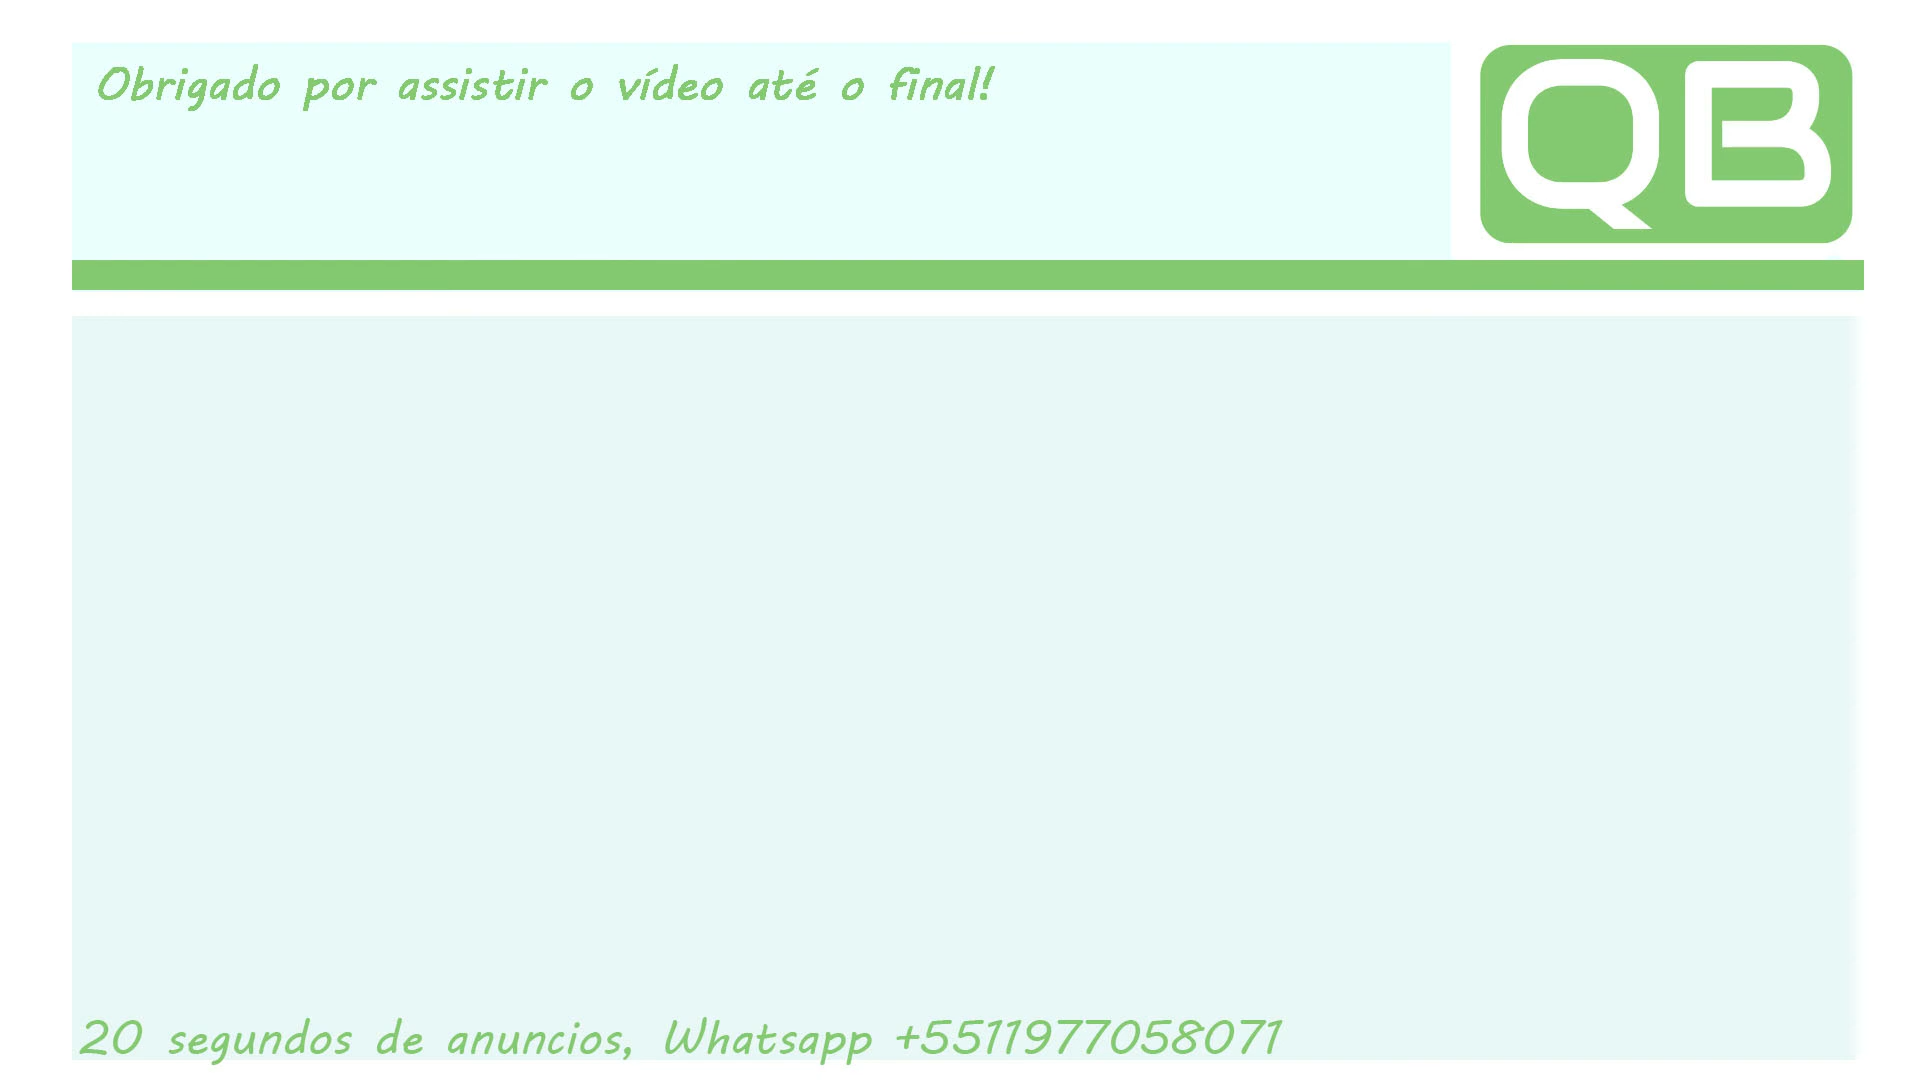 Obrigado por assistir o vídeo até o final!
QB
20 segundos de anuncios, Whatsapp +5511977058071